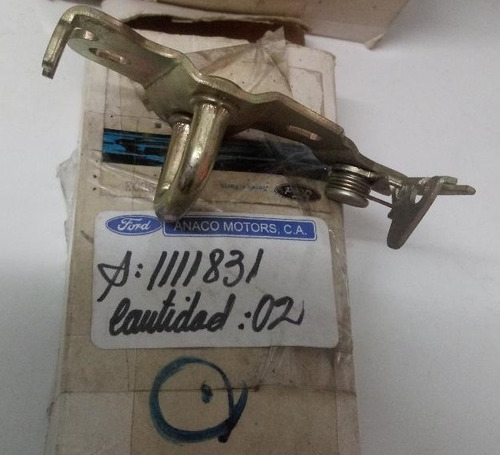 Ford ANACO MOTORS, C.A.
S: 1111831
Cantidad: 02